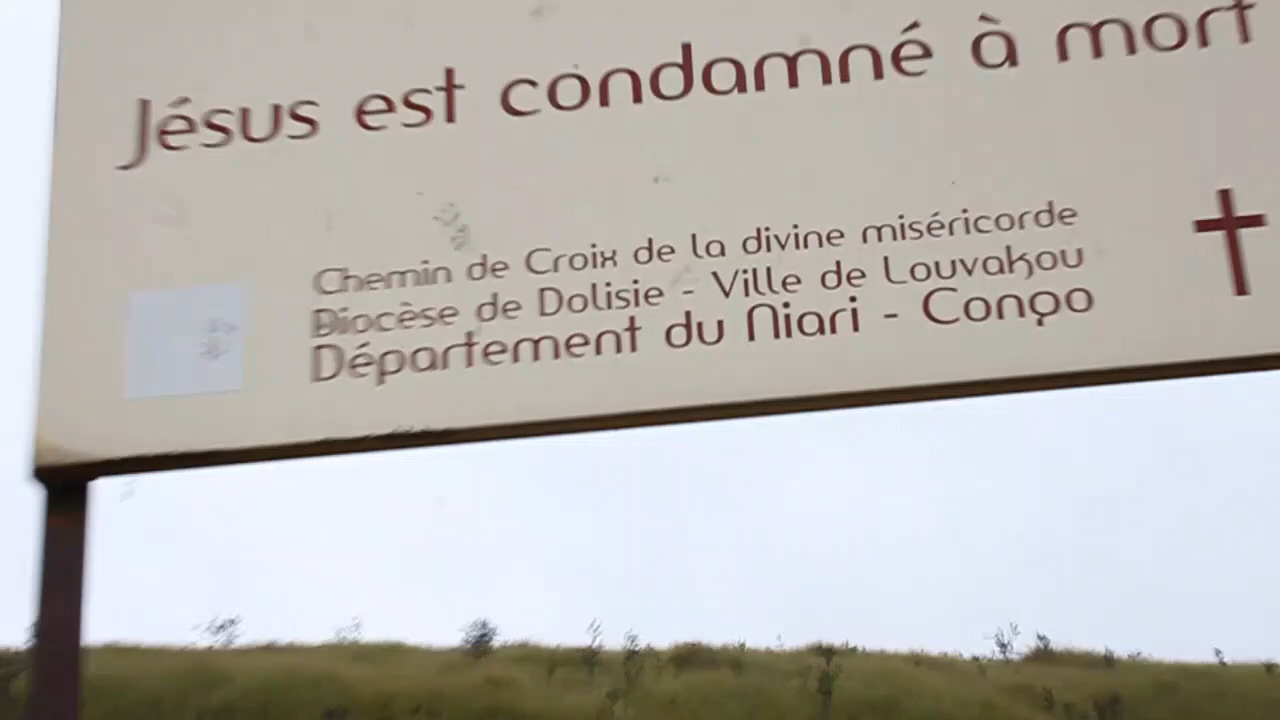 Jésus est condamné à mort
Chemin de Croix de la divine miséricorde
Diocèse de Dolisie - Ville de Louvakou
Département du Niari - Congo